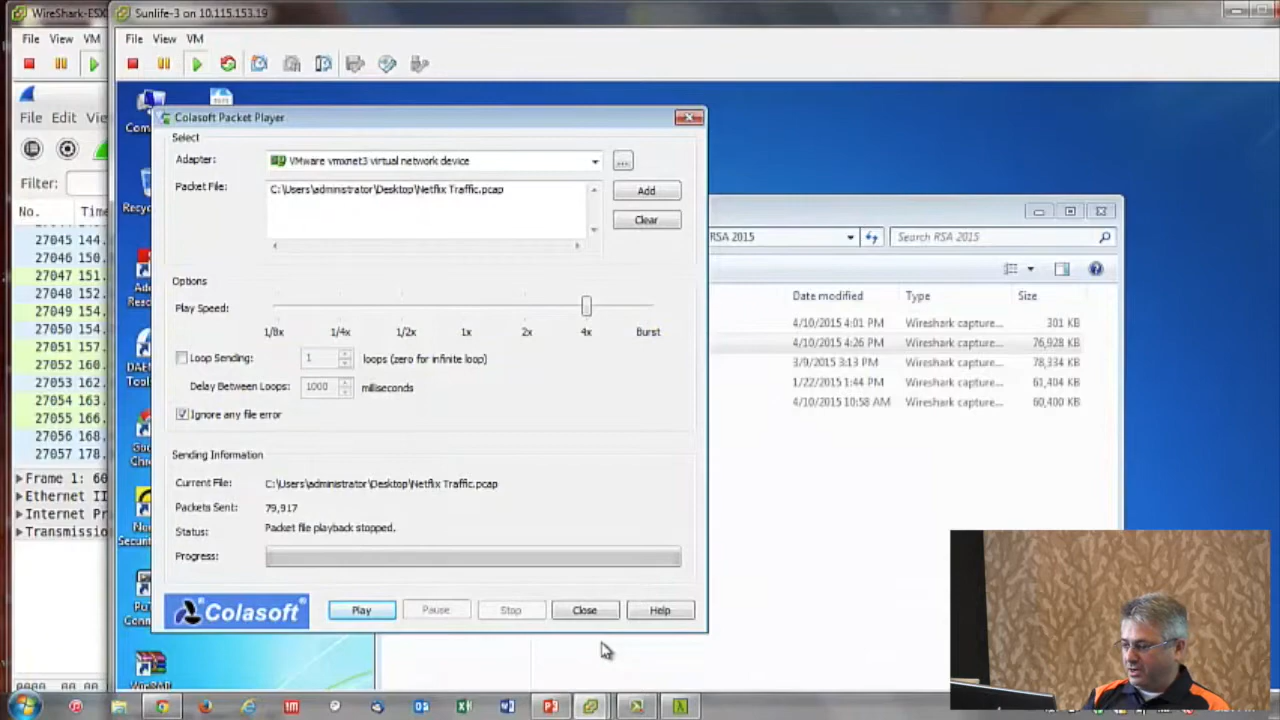 WireShark-ESX
Sunlife-3 on 10.115.153.19
File View VM
File View VM
File Edit Vie
Filter:
No. Time
27045 144.
27046 150.
27047 151.
27048 152.
27049 154.
27050 154.
27051 157.
27052 160.
27053 162.
27054 163.
27055 166.
27056 168.
27057 178.
Frame 1: 60
Ethernet II
Internet Pr
Transmissio
0000 00 00
Com
Recyc
Colasoft Packet Player
Select
Adapter: VMware vmxnet3 virtual network device ...
Packet File: C:\Users\administrator\Desktop\Netflix Traffic.pcap Add
Clear
Options
Play Speed:
1/8x 1/4x 1/2x 1x 2x 4x Burst
Loop Sending: 1 loops (zero for infinite loop)
Delay Between Loops: 1000 milliseconds
Ignore any file error
Sending Information
Current File: C:\Users\administrator\Desktop\Netflix Traffic.pcap
Packets Sent: 79,917
Status: Packet file playback stopped.
Progress:
Colasoft Play Pause Stop Close Help
RSA 2015 Search RSA 2015
Date modified Type Size
4/10/2015 4:01 PM Wireshark capture... 301 KB
4/10/2015 4:26 PM Wireshark capture... 76,928 KB
3/9/2015 3:13 PM Wireshark capture... 78,334 KB
1/22/2015 1:44 PM Wireshark capture... 61,404 KB
4/10/2015 10:58 AM Wireshark capture... 60,400 KB